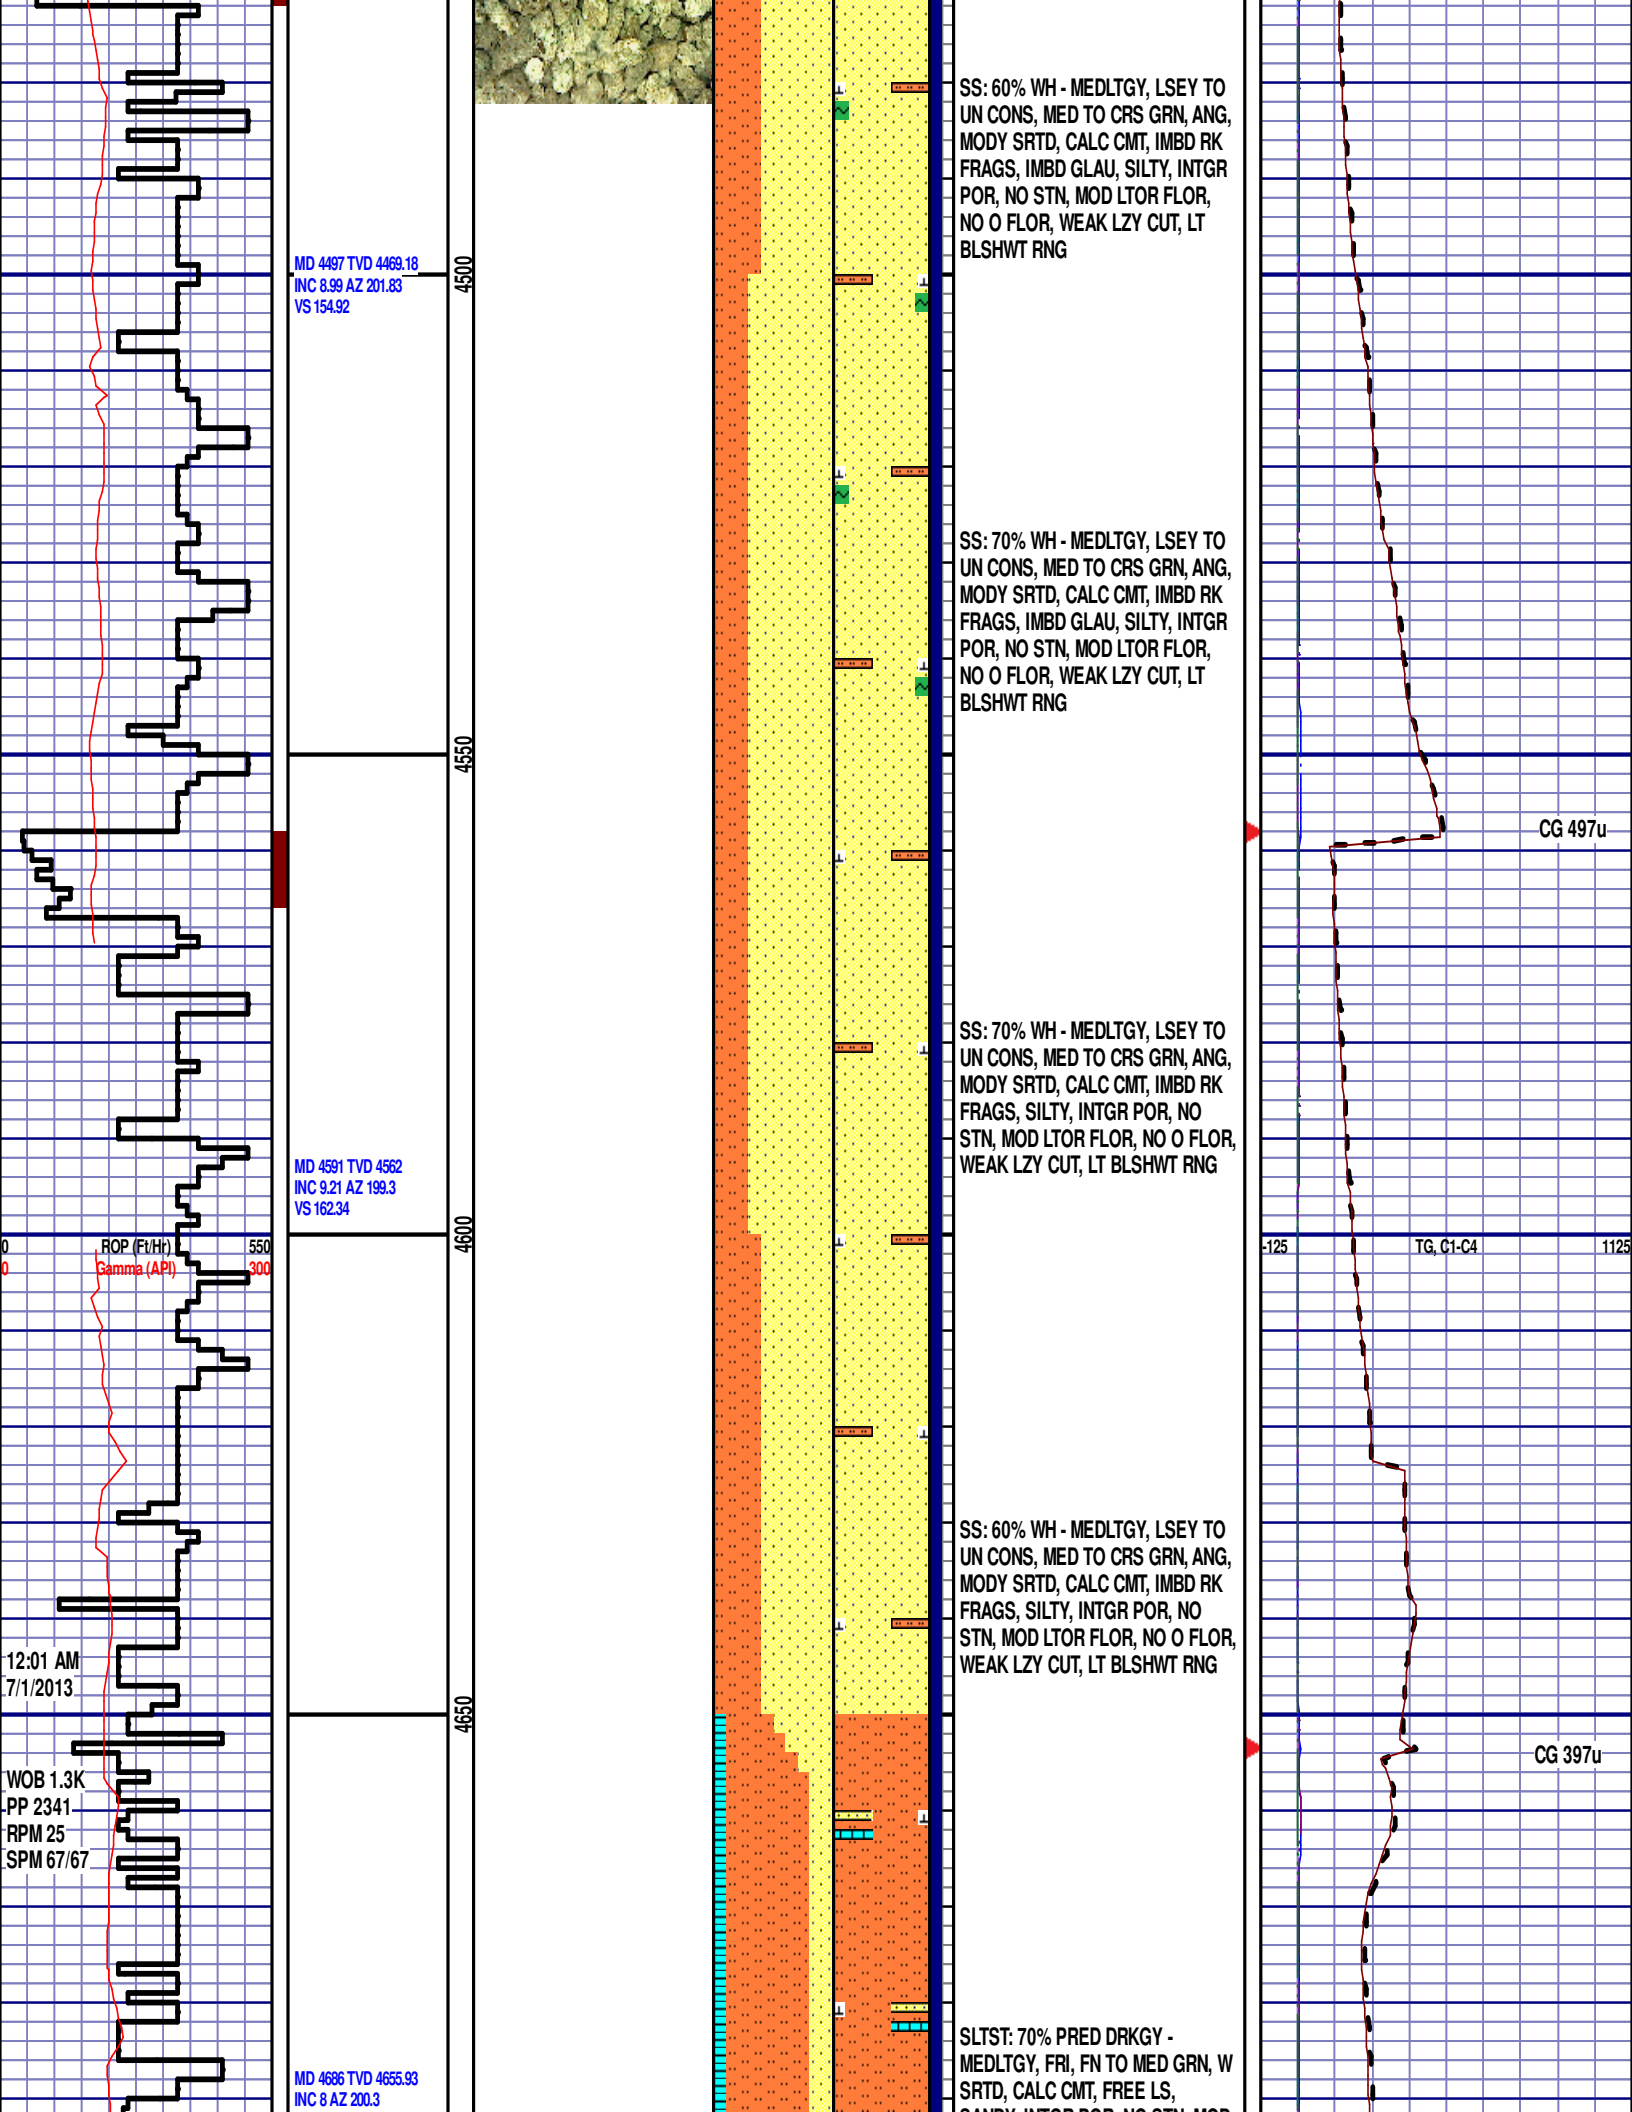 SS: 60% WH - MEDLTGY, LSEY TO
UN CONS, MED TO CRS GRN, ANG,
MODY SRTD, CALC CMT, IMBD RK
FRAGS, IMBD GLAU, SILTY, INTGR
POR, NO STN, MOD LTOR FLOR,
NO O FLOR, WEAK LZY CUT, LT
BLSHWT RNG
MD 4497 TVD 4469.18
INC 8.99 AZ 201.83
VS 154.92
4500
SS: 70% WH - MEDLTGY, LSEY TO
UN CONS, MED TO CRS GRN, ANG,
MODY SRTD, CALC CMT, IMBD RK
FRAGS, IMBD GLAU, SILTY, INTGR
POR, NO STN, MOD LTOR FLOR,
NO O FLOR, WEAK LZY CUT, LT
BLSHWT RNG
4550
CG 497u
SS: 70% WH - MEDLTGY, LSEY TO
UN CONS, MED TO CRS GRN, ANG,
MODY SRTD, CALC CMT, IMBD RK
FRAGS, SILTY, INTGR POR, NO
STN, MOD LTOR FLOR, NO O FLOR,
WEAK LZY CUT, LT BLSHWT RNG
MD 4591 TVD 4562
INC 9.21 AZ 199.3
VS 162.34
4600
0 ROP (Ft/Hr) 550
0 Gamma (API) 300
-125 TG, C1-C4 1125
SS: 60% WH - MEDLTGY, LSEY TO
UN CONS, MED TO CRS GRN, ANG,
MODY SRTD, CALC CMT, IMBD RK
FRAGS, SILTY, INTGR POR, NO
STN, MOD LTOR FLOR, NO O FLOR,
WEAK LZY CUT, LT BLSHWT RNG
12:01 AM
7/1/2013
4650
CG 397u
WOB 1.3K
PP 2341
RPM 25
SPM 67/67
SLTST: 70% PRED DRKGY -
MEDLTGY, FRI, FN TO MED GRN, W
SRTD, CALC CMT, FREE LS,
SANDY, INTGR POR, NO STN, MOD
MD 4686 TVD 4655.93
INC 8 AZ 200.3